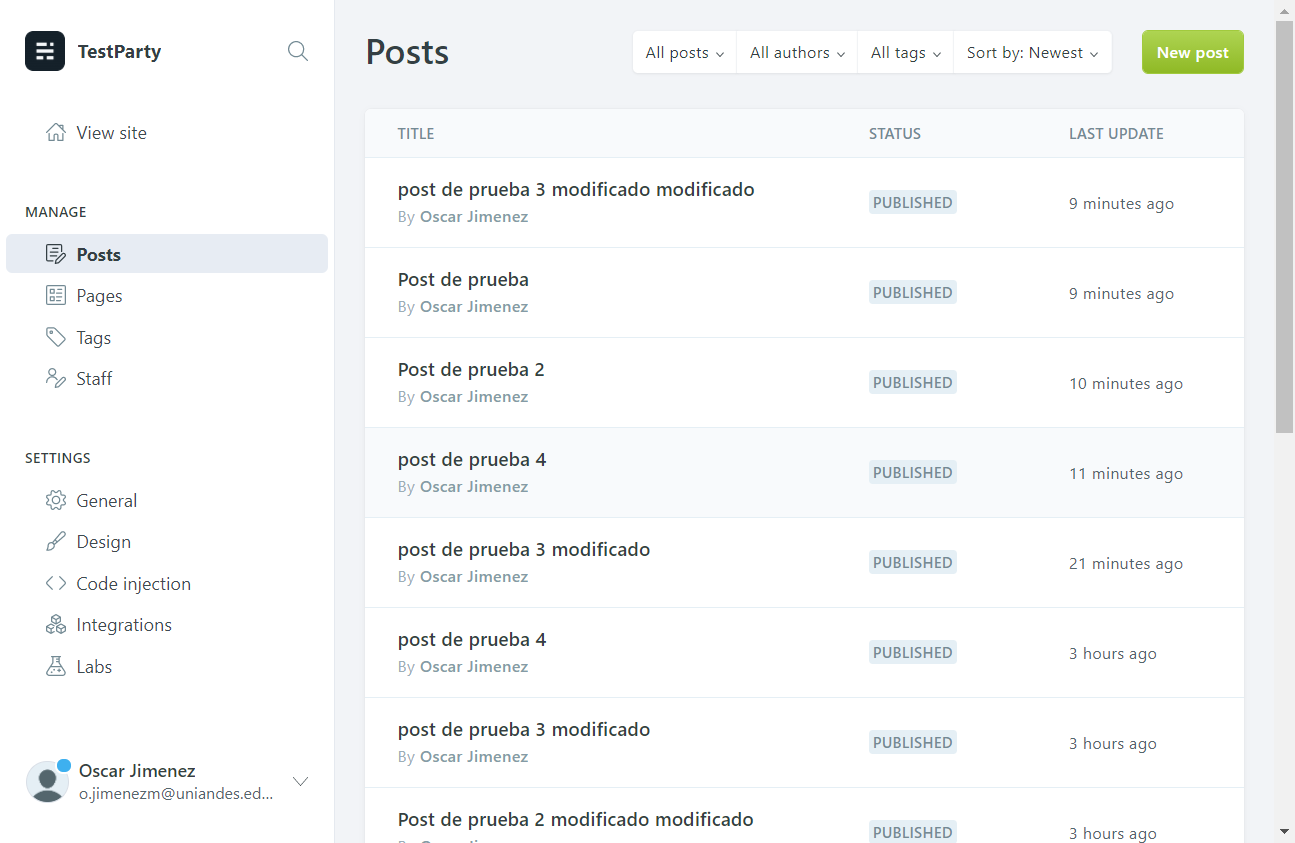 TestParty
View site
MANAGE
Posts
Pages
Tags
Staff
SETTINGS
General
Design
Code injection
Integrations
Labs
Oscar Jimenez
o.jimenezm@uniandes.ed...
Posts
All posts All authors All tags Sort by: Newest
New post
TITLE STATUS LAST UPDATE
post de prueba 3 modificado modificado
By Oscar Jimenez
PUBLISHED
9 minutes ago
Post de prueba
By Oscar Jimenez
PUBLISHED
9 minutes ago
Post de prueba 2
By Oscar Jimenez
PUBLISHED
10 minutes ago
post de prueba 4
By Oscar Jimenez
PUBLISHED
11 minutes ago
post de prueba 3 modificado
By Oscar Jimenez
PUBLISHED
21 minutes ago
post de prueba 4
By Oscar Jimenez
PUBLISHED
3 hours ago
post de prueba 3 modificado
By Oscar Jimenez
PUBLISHED
3 hours ago
Post de prueba 2 modificado modificado
PUBLISHED
3 hours ago